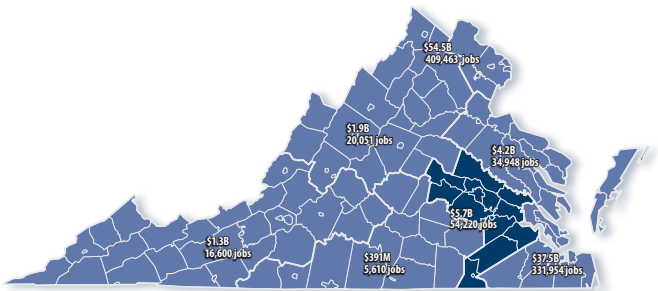 $54.5B
409,463 jobs
$1.9B
20,051 jobs
$4.2B
34,948 jobs
$5.7B
54,220 jobs
$1.3B
16,600 jobs
$391M
5,610 jobs
$37.5B
331,954 jobs